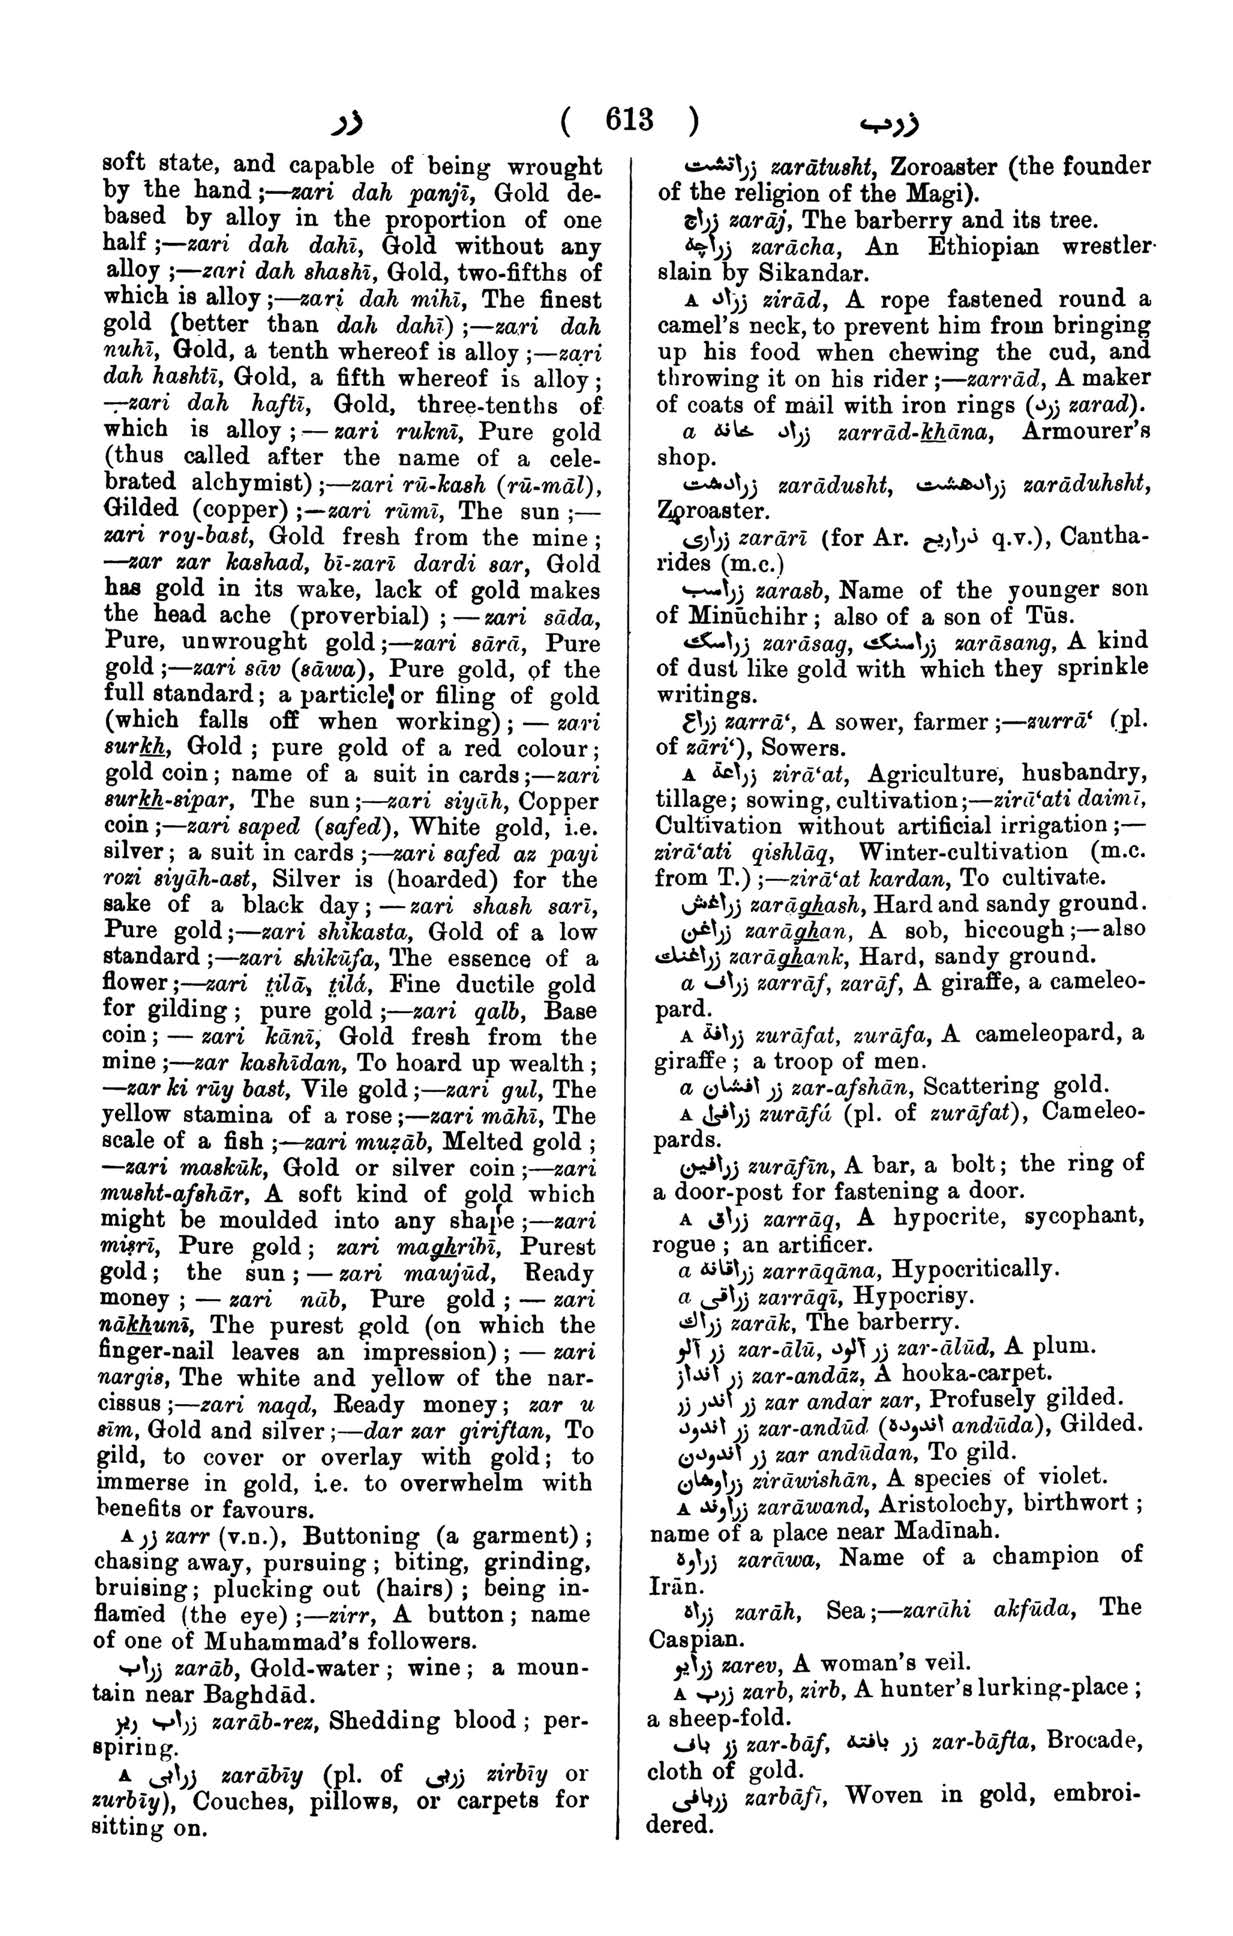 زر ( 613 ) زرب
soft state, and capable of being wrought
by the hand;—zari dah panjī, Gold de-
based by alloy in the proportion of one
half;—zari dah dahī, Gold without any
alloy;—zari dah shashī, Gold, two-fifths of
which is alloy;—zari dah mihī, The finest
gold (better than dah dahī);—zari dah
nuhī, Gold, a tenth whereof is alloy;—zari
dah hashtī, Gold, a fifth whereof is alloy;
—zari dah haftī, Gold, three-tenths of
which is alloy;—zari ruknī, Pure gold
(thus called after the name of a cele-
brated alchymist);—zari rū-kash (rū-māl),
Gilded (copper);—zari rūmī, The sun;—
zari roy-bast, Gold fresh from the mine;
—zar zar kashad, bī-zarī dardi sar, Gold
has gold in its wake, lack of gold makes
the head ache (proverbial);—zari sāda,
Pure, unwrought gold;—zari sārā, Pure
gold;—zari sāv (sāwa), Pure gold, of the
full standard; a particle or filing of gold
(which falls off when working);—zari
surkh, Gold; pure gold of a red colour;
gold coin; name of a suit in cards;—zari
surkh-sipar, The sun;—zari siyāh, Copper
coin;—zari saped (safed), White gold, i.e.
silver; a suit in cards;—zari safed az payi
rozi siyāh-ast, Silver is (hoarded) for the
sake of a black day;—zari shash sarī,
Pure gold;—zari shikasta, Gold of a low
standard;—zari shikūfa, The essence of a
flower;—zari t̤ilā, t̤ilá, Fine ductile gold
for gilding; pure gold;—zari qalb, Base
coin;—zari kānī, Gold fresh from the
mine;—zar kashīdan, To hoard up wealth;
—zar ki rūy bast, Vile gold;—zari gul, The
yellow stamina of a rose;—zari māhī, The
scale of a fish;—zari muẕāb, Melted gold;
—zari maskūk, Gold or silver coin;—zari
musht-afshār, A soft kind of gold which
might be moulded into any shape;—zari
miṣrī, Pure gold; zari maghribī, Purest
gold; the sun;—zari maujūd, Ready
money;—zari nāb, Pure gold;—zari
nākhunī, The purest gold (on which the
finger-nail leaves an impression);—zari
nargis, The white and yellow of the nar-
cissus;—zari naqd, Ready money; zar u
sīm, Gold and silver;—dar zar giriftan, To
gild, to cover or overlay with gold; to
immerse in gold, i.e. to overwhelm with
benefits or favours.
A زر zarr (v.n.), Buttoning (a garment);
chasing away, pursuing; biting, grinding,
bruising; plucking out (hairs); being in-
flamed (the eye);—zirr, A button; name
of one of Muhammad's followers.
زراب zarāb, Gold-water; wine; a moun-
tain near Baghdād.
زراب ريز zarāb-rez, Shedding blood; per-
spiring.
A زرابی zarābīy (pl. of زربی zirbīy or
zurbīy), Couches, pillows, or carpets for
sitting on.
زراتشت zarātusht, Zoroaster (the founder
of the religion of the Magi).
زراج zarāj, The barberry and its tree.
زراچه zarācha, An Ethiopian wrestler
slain by Sikandar.
A زراد zirād, A rope fastened round a
camel's neck, to prevent him from bringing
up his food when chewing the cud, and
throwing it on his rider;—zarrād, A maker
of coats of mail with iron rings (زرد zarad).
a زراد خانه zarrād-khāna, Armourer's
shop.
زرادشت zarādusht, زرادهشت zarāduhsht,
Zoroaster.
زراری zarārī (for Ar. ذراريح q.v.), Cantha-
rides (m.c.)
زراسب zarasb, Name of the younger son
of Minūchihr; also of a son of Tūs.
زراسگ zarāsag, زراسنگ zarāsang, A kind
of dust like gold with which they sprinkle
writings.
زراع zarrāʻ, A sower, farmer;—zurrāʻ (pl.
of zāriʻ), Sowers.
A زراعة zirāʻat, Agriculture, husbandry,
tillage; sowing, cultivation;—zirāʻati daimī,
Cultivation without artificial irrigation;—
zirāʻati qishlāq, Winter-cultivation (m.c.
from T.);—zirāʻat kardan, To cultivate.
زراغش zarāghash, Hard and sandy ground.
زراغن zarāghan, A sob, hiccough;—also
زراغنك zarāghank, Hard, sandy ground.
a زراف zarrāf, zarāf, A giraffe, a cameleo-
pard.
A زرافة zurāfat, zurāfa, A cameleopard, a
giraffe; a troop of men.
a زر افشان zar-afshān, Scattering gold.
A زرافی zurāfá (pl. of zurāfat), Cameleo-
pards.
زرافين zurāfīn, A bar, a bolt; the ring of
a door-post for fastening a door.
A زراق zarrāq, A hypocrite, sycophant,
rogue; an artificer.
a زراقانه zarrāqāna, Hypocritically.
a زراقی zarrāqī, Hypocrisy.
زراك zarāk, The barberry.
زر آلو zar-ālū, زر آلود zar-ālūd, A plum.
زر انداز zar-andāz, A hooka-carpet.
زر اندر زر zar andar zar, Profusely gilded.
زر اندود zar-andūd (اندوده andūda), Gilded.
زر اندودن zar andūdan, To gild.
زراوشان zirāwishān, A species of violet.
A زراوند zarāwand, Aristolochy, birthwort;
name of a place near Madīnah.
زراوه zarāwa, Name of a champion of
Irān.
زراه zarāh, Sea;—zarāhi akfūda, The
Caspian.
زرايو zarev, A woman's veil.
A زرب zarb, zirb, A hunter's lurking-place;
a sheep-fold.
زر باف zar-bāf, زر بافته zar-bāfta, Brocade,
cloth of gold.
زربافی zarbāfī, Woven in gold, embroi-
dered.